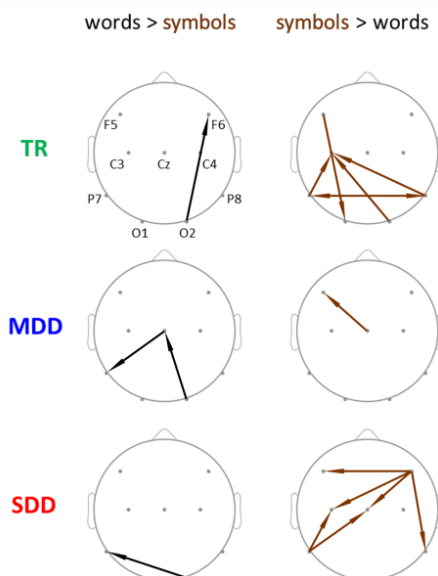 words > symbols symbols > words
TR
F5 F6
C3 Cz C4
P7 P8
O1 O2
MDD
SDD